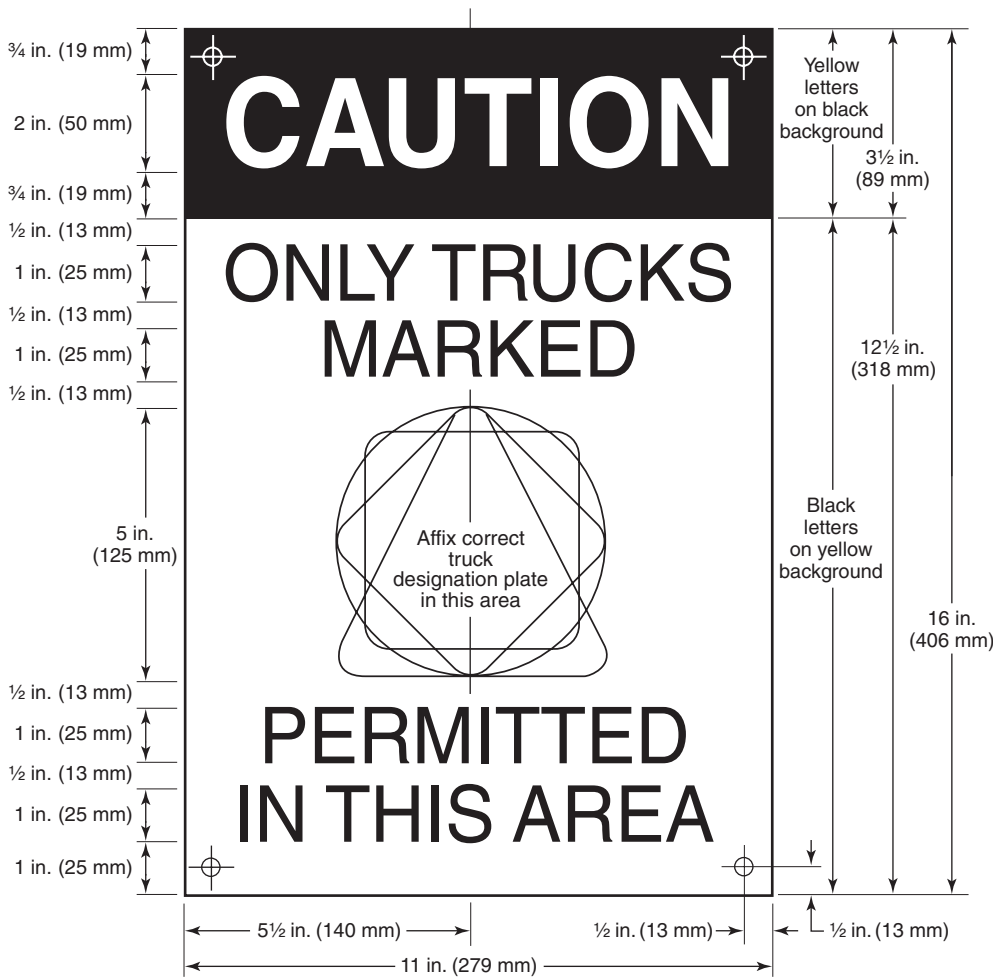 ¾ in. (19 mm)
2 in. (50 mm)
¾ in. (19 mm)
½ in. (13 mm)
1 in. (25 mm)
½ in. (13 mm)
1 in. (25 mm)
½ in. (13 mm)
5 in.
(125 mm)
½ in. (13 mm)
1 in. (25 mm)
½ in. (13 mm)
1 in. (25 mm)
1 in. (25 mm)
CAUTION
ONLY TRUCKS
MARKED
Affix correct
truck
designation plate
in this area
PERMITTED
IN THIS AREA
Yellow
letters
on black
background
3½ in.
(89 mm)
12½ in.
(318 mm)
Black
letters
on yellow
background
16 in.
(406 mm)
5½ in. (140 mm)
½ in. (13 mm)
½ in. (13 mm)
11 in. (279 mm)